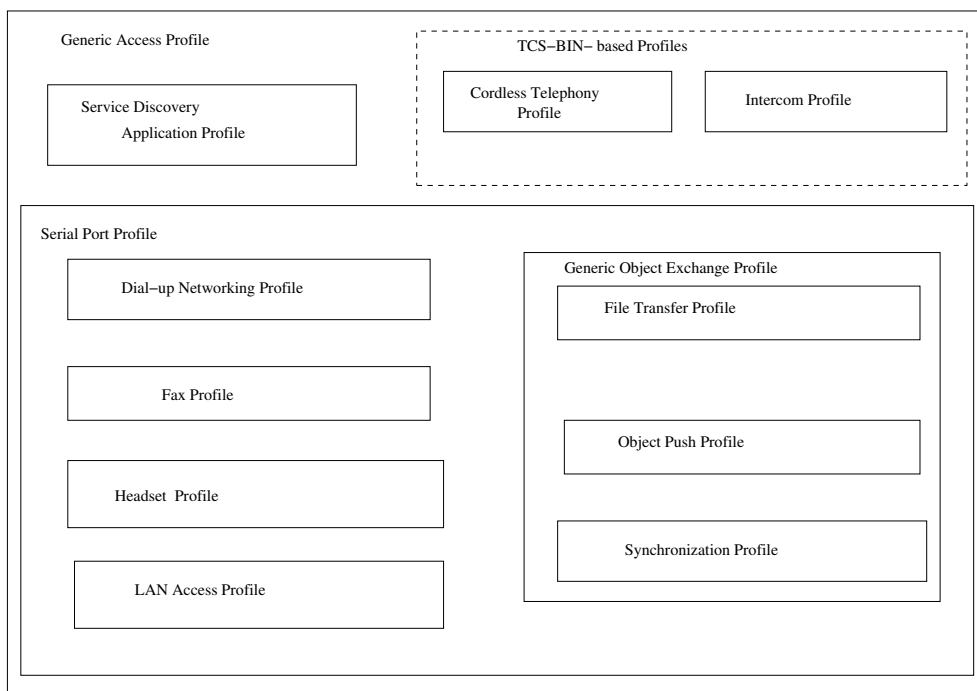 Generic Access Profile
TCS−BIN− based Profiles
Service Discovery
Application Profile
Cordless Telephony
Profile
Intercom Profile
Serial Port Profile
Dial−up Networking Profile
Fax Profile
Headset Profile
LAN Access Profile
Generic Object Exchange Profile
File Transfer Profile
Object Push Profile
Synchronization Profile